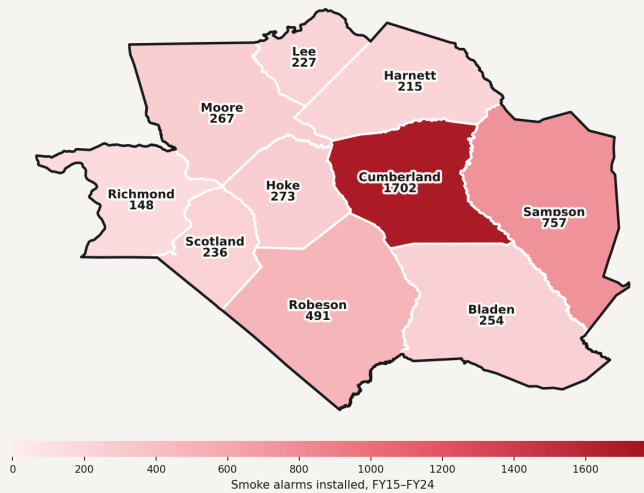 Lee
227
Harnett
215
Moore
267
Cumberland
1702
Hoke
273
Richmond
148
Sampson
757
Scotland
236
Robeson
491
Bladen
254
0 200 400 600 800 1000 1200 1400 1600
Smoke alarms installed, FY15–FY24